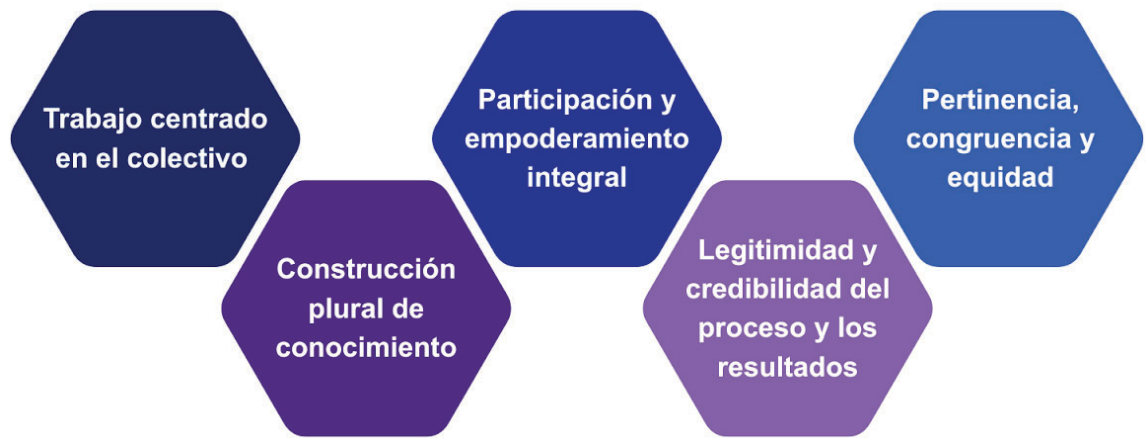 Trabajo centrado
en el colectivo
Construcción
plural de
conocimiento
Participación y
empoderamiento
integral
Legitimidad y
credibilidad del
proceso y los
resultados
Pertinencia,
congruencia y
equidad